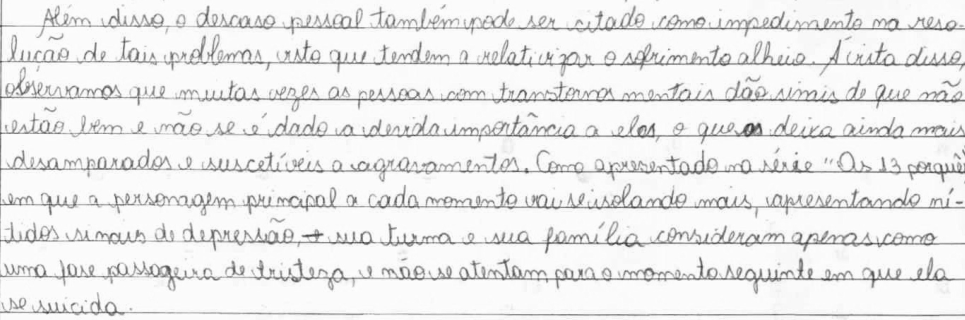 Além disso, o descaso pessoal também pode ser citado como impedimento na reso-
lução de tais problemas, visto que tendem a relativizar o sofrimento alheio. À vista disso,
observamos que muitas vezes as pessoas com transtornos mentais dão sinais de que não
estão bem e não se é dado a devida importância a elas, o que as deixa ainda mais
desamparados e suscetíveis a agravamentos. Como apresentado na série "Os 13 porquês
em que a personagem principal a cada momento vai se isolando mais, apresentando ní-
tidos sinais de depressão, sua turma e sua família consideram apenas como
uma fase passageira de tristeza, e não se atentam para o momento seguinte em que ela
se suicida.